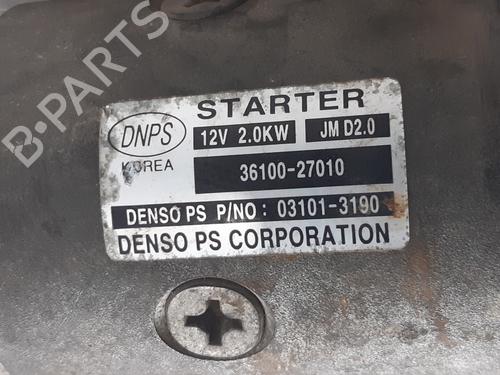 STARTER
DNPS
12V 2.0KW
JM D2.0
KOREA
36100-27010
DENSO PS P/NO : 03101-3190
DENSO PS CORPORATION
B-PARTS